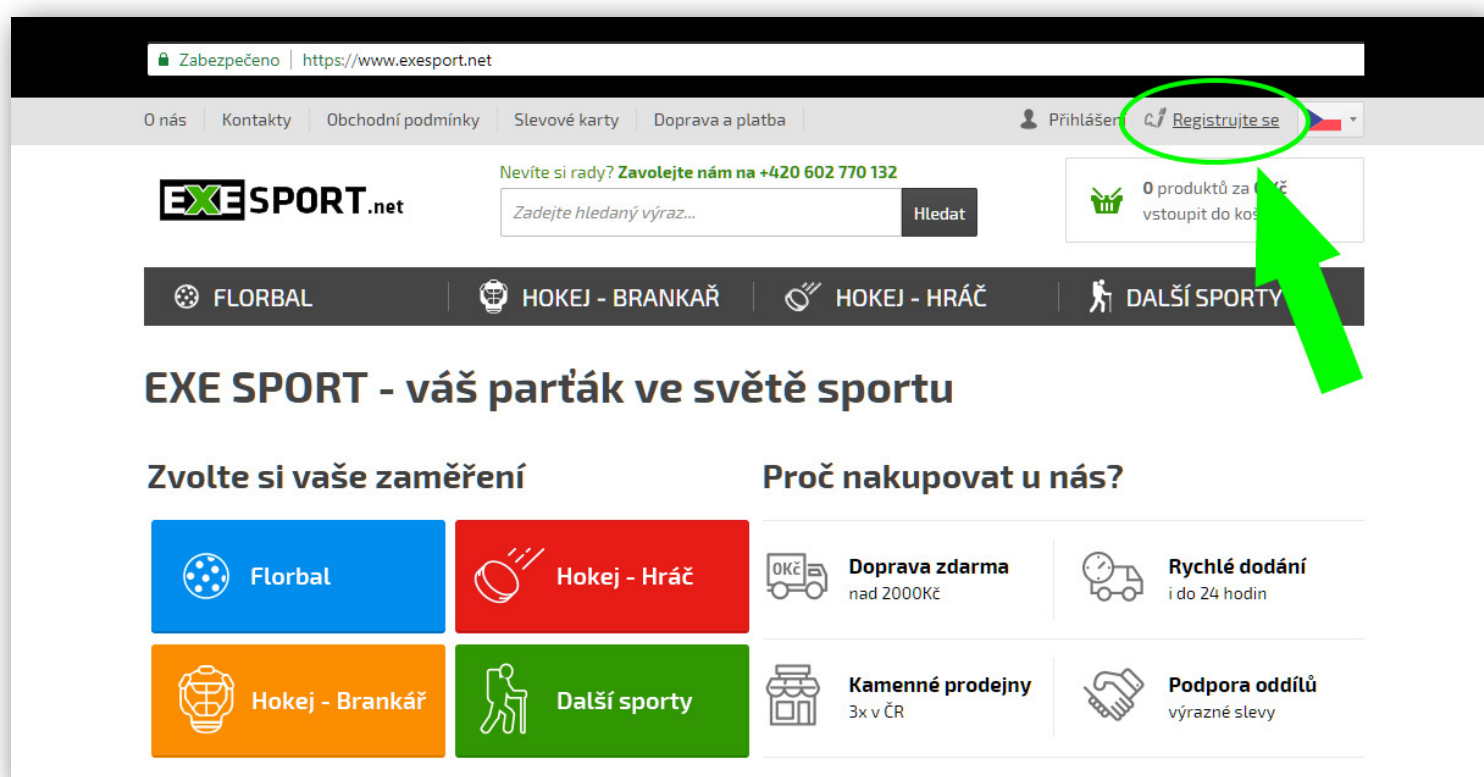 Zabezpečeno | https://www.exesport.net
O nás Kontakty Obchodní podmínky Slevové karty Doprava a platba Přihlášení Registrujte se
Nevíte si rady? Zavolejte nám na +420 602 770 132
EXESPORT.net
Zadejte hledaný výraz... Hledat
0 produktů za Kč
vstoupit do
FLORBAL HOKEJ - BRANKAŘ HOKEJ - HRÁČ DALŠÍ SPORTY
EXE SPORT - váš parťák ve světě sportu
Zvolte si vaše zaměření
Proč nakupovat u nás?
Florbal
Hokej - Hráč
Hokej - Brankář
Další sporty
0Kč
Doprava zdarma
nad 2000Kč
Rychlé dodání
i do 24 hodin
Kamenné prodejny
3x v ČR
Podpora oddílů
výrazné slevy